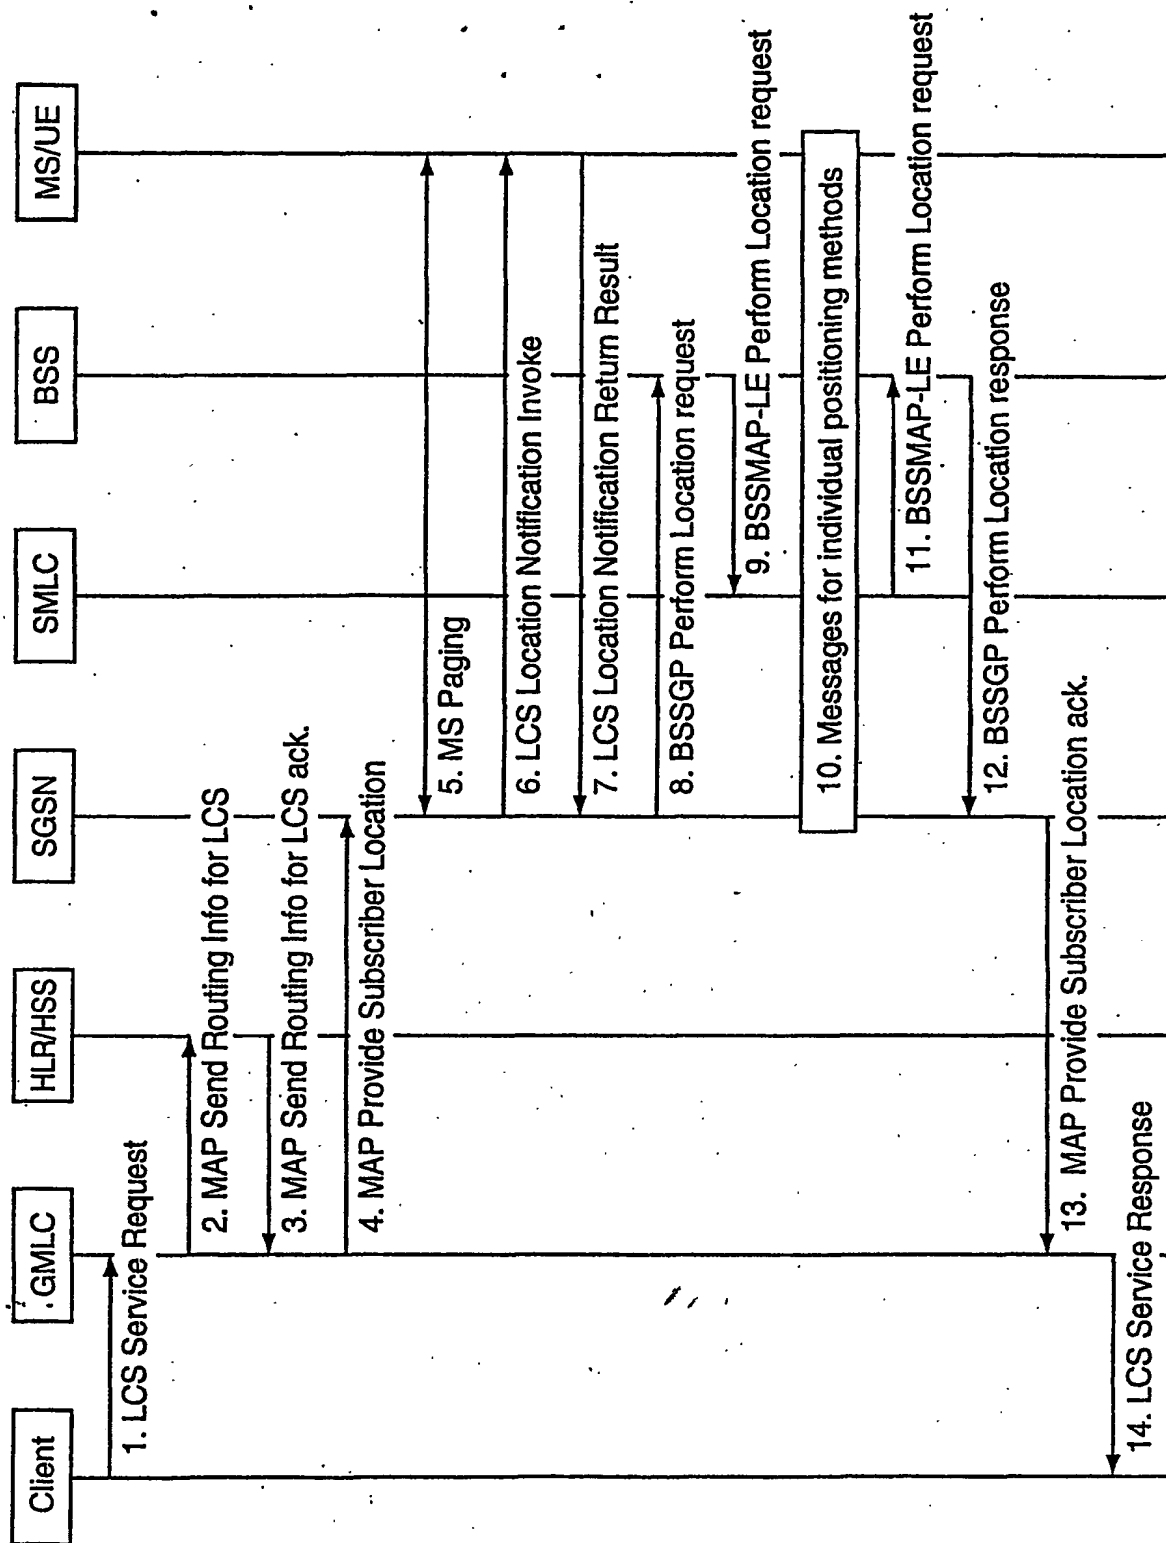 Client
GMLC
HLR/HSS
SGSN
SMLC
BSS
MS/UE
1. LCS Service Request
2. MAP Send Routing Info for LCS
3. MAP Send Routing Info for LCS ack.
4. MAP Provide Subscriber Location
5. MS Paging
6. LCS Location Notification Invoke
7. LCS Location Notification Return Result
8. BSSGP Perform Location request
9. BSSMAP-LE Perform Location request
10. Messages for individual positioning methods
11. BSSMAP-LE Perform Location request
12. BSSGP Perform Location response
13. MAP Provide Subscriber Location ack.
14. LCS Service Response